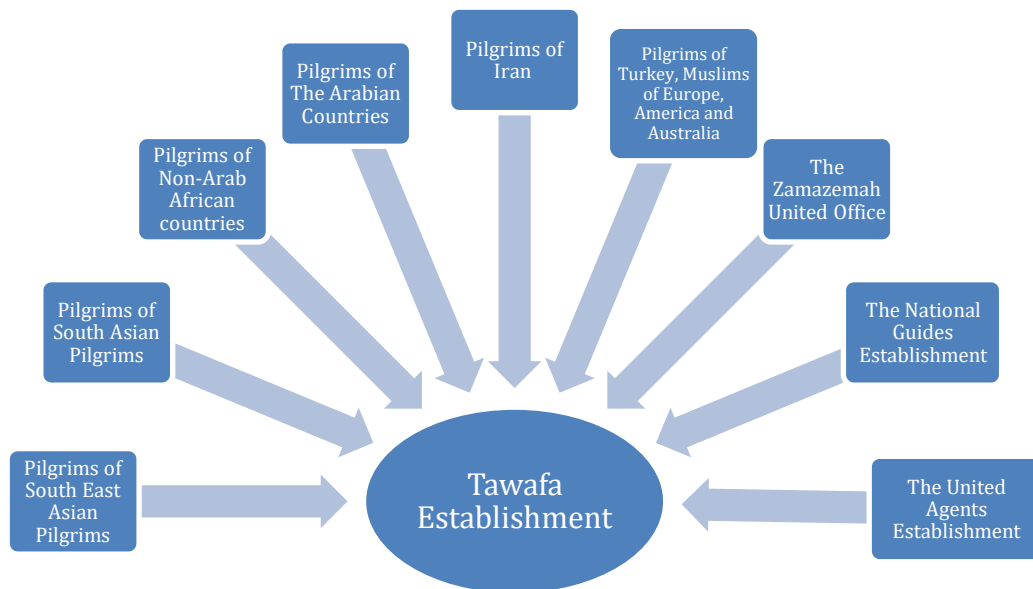 Pilgrims of
South East
Asian
Pilgrims
Pilgrims of
South Asian
Pilgrims
Pilgrims of
Non-Arab
African
countries
Pilgrims of
The Arabian
Countries
Pilgrims of
Iran
Pilgrims of
Turkey, Muslims
of Europe,
America and
Australia
The
Zamazemah
United Office
The National
Guides
Establishment
The United
Agents
Establishment
Tawafa
Establishment